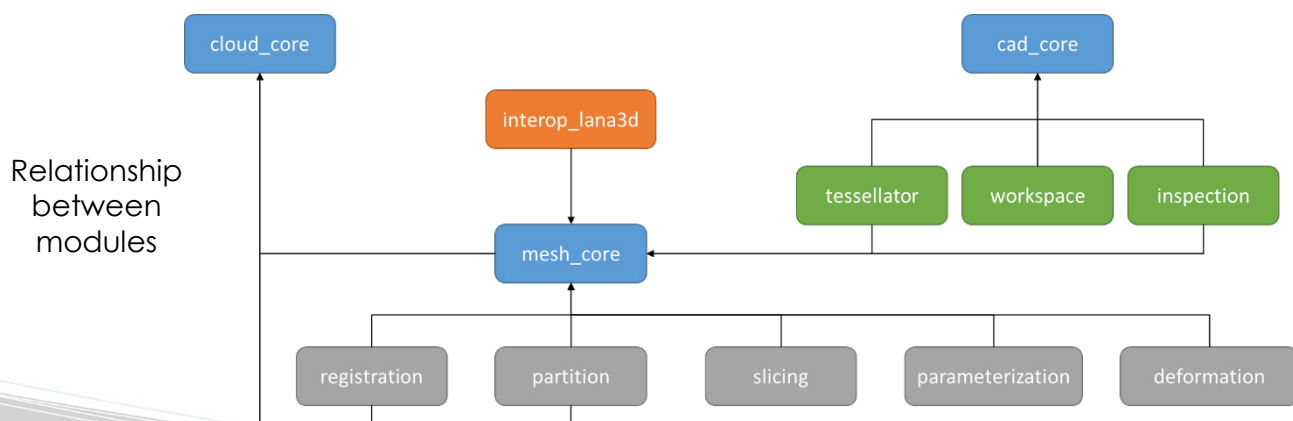 cloud_core
cad_core
interop_lana3d
Relationship
between
modules
tessellator
workspace
inspection
mesh_core
registration
partition
slicing
parameterization
deformation